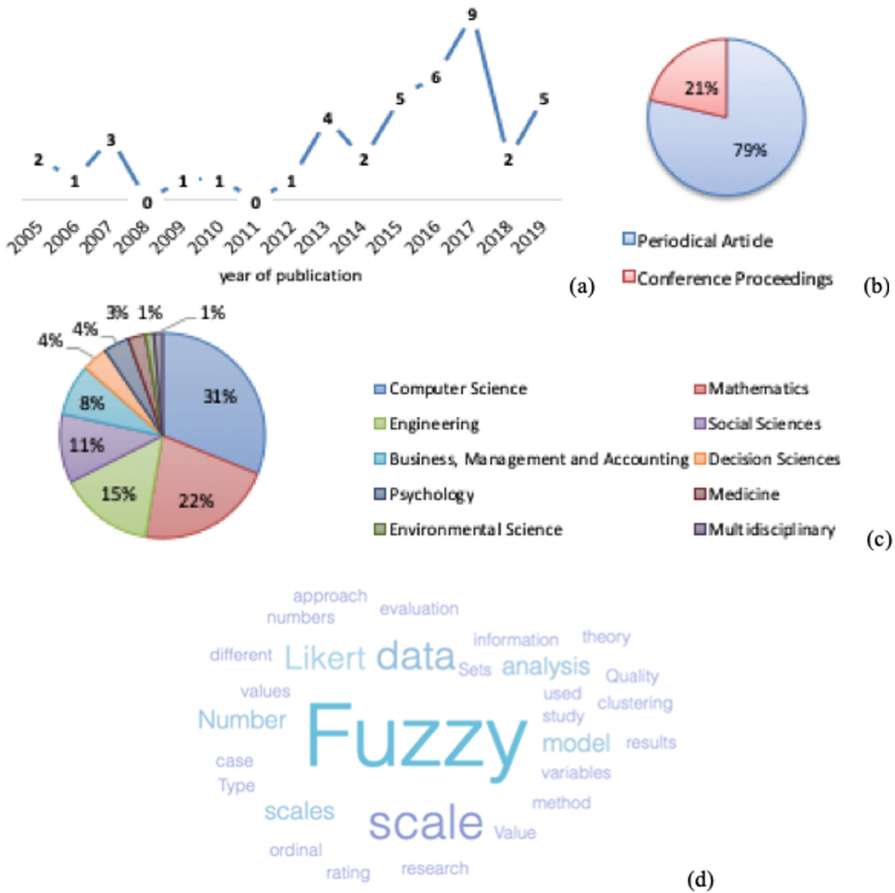 9
6
5
5
4
3
2
2
2
1
1
1
1
0
0
2005 2006 2007 2008 2009 2010 2011 2012 2013 2014 2015 2016 2017 2018 2019
year of publication
(a)
21%
79%
Periodical Article
Conference Proceedings
(b)
3% 1% 1%
4%
4%
8%
31%
11%
15%
22%
Computer Science Mathematics
Engineering Social Sciences
Business, Management and Accounting Decision Sciences
Psychology Medicine
Environmental Science Multidisciplinary
(c)
approach
evaluation
numbers
information theory
different Likert data Sets analysis
Quality
values used clustering
Number Fuzzy study
model results
case
Type variables
method
scales scale Value
ordinal
rating research
(d)